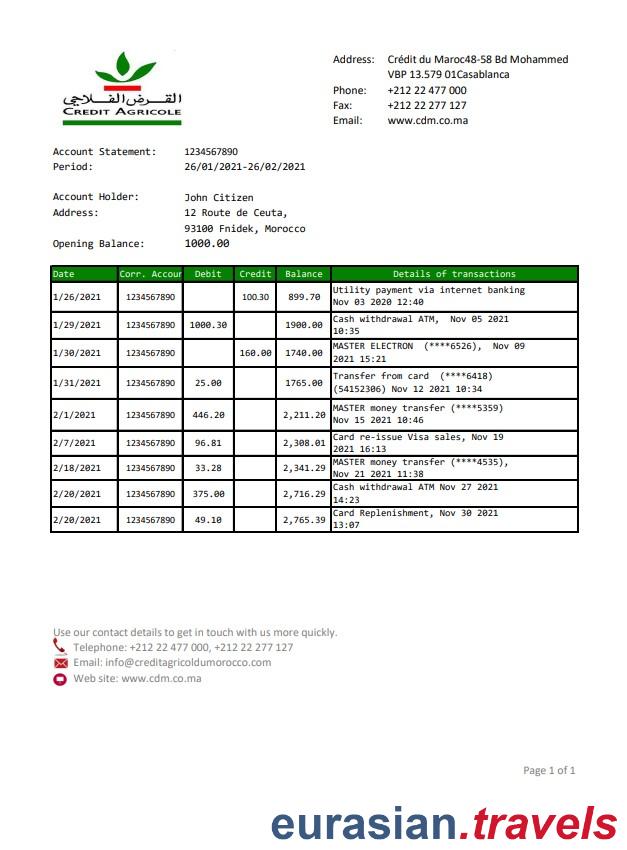 القرض الفلاحي
CREDIT AGRICOLE
Address: Crédit du Maroc48-58 Bd Mohammed
VBP 13.579 01Casablanca
Phone: +212 22 477 000
Fax: +212 22 277 127
Email: www.cdm.co.ma
Account Statement: 1234567890
Period: 26/01/2021-26/02/2021
Account Holder: John Citizen
Address: 12 Route de Ceuta,
93100 Fnidek, Morocco
Opening Balance: 1000.00
Date Corr. Accour Debit Credit Balance Details of transactions
1/26/2021 1234567890 100.30 899.70 Utility payment via internet banking
Nov 03 2020 12:40
1/29/2021 1234567890 1000.30 1900.00 Cash withdrawal ATM, Nov 05 2021
10:35
1/30/2021 1234567890 160.00 1740.00 MASTER ELECTRON (****6526), Nov 09
2021 15:21
1/31/2021 1234567890 25.00 1765.00 Transfer from card (****6418)
(54152306) Nov 12 2021 10:34
2/1/2021 1234567890 446.20 2,211.20 MASTER money transfer (****5359)
Nov 15 2021 10:46
2/7/2021 1234567890 96.81 2,308.01 Card re-issue Visa sales, Nov 19
2021 16:13
2/18/2021 1234567890 33.28 2,341.29 MASTER money transfer (****4535),
Nov 21 2021 11:38
2/20/2021 1234567890 375.00 2,716.29 Cash withdrawal ATM Nov 27 2021
14:23
2/20/2021 1234567890 49.10 2,765.39 Card Replenishment, Nov 30 2021
13:07
Use our contact details to get in touch with us more quickly.
Telephone: +212 22 477 000, +212 22 277 127
Email: info@creditagricoldumorocco.com
Web site: www.cdm.co.ma
Page 1 of 1
eurasian.travels